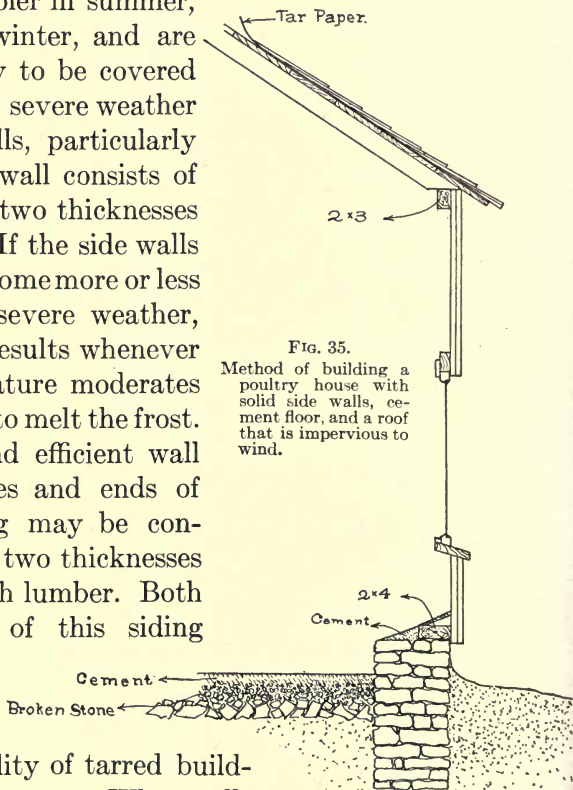 oler in summer,
winter, and are
y to be covered
severe weather
lls, particularly
wall consists of
two thicknesses
If the side walls
ome more or less
severe weather,
esults whenever
ature moderates
to melt the frost.
nd efficient wall
es and ends of
g may be con-
two thicknesses
h lumber. Both
of this siding
lity of tarred build-
Tar Paper.
2×3
FIG. 35.
Method of building a
poultry house with
solid side walls, ce-
ment floor, and a roof
that is impervious to
wind.
2×4
Cement
Cement
Broken Stone